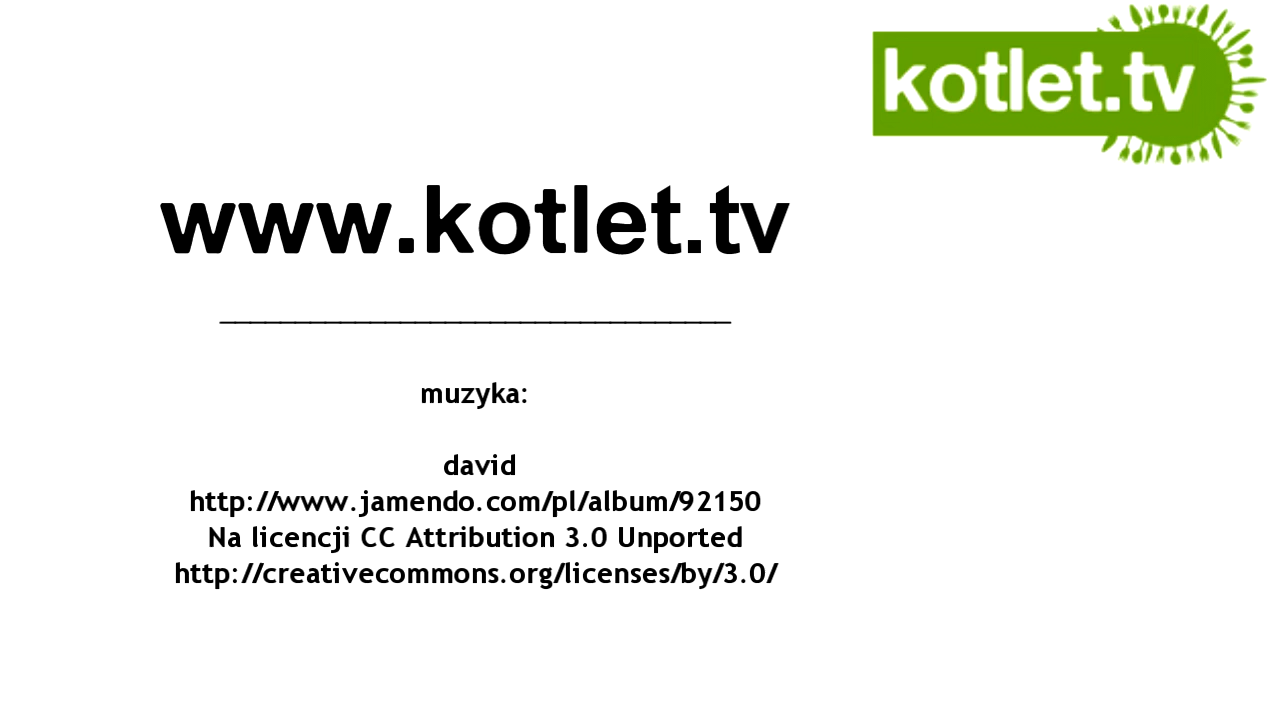 kotlet.tv
www.kotlet.tv
muzyka:
david
http://www.jamendo.com/pl/album/92150
Na licencji CC Attribution 3.0 Unported
http://creativecommons.org/licenses/by/3.0/